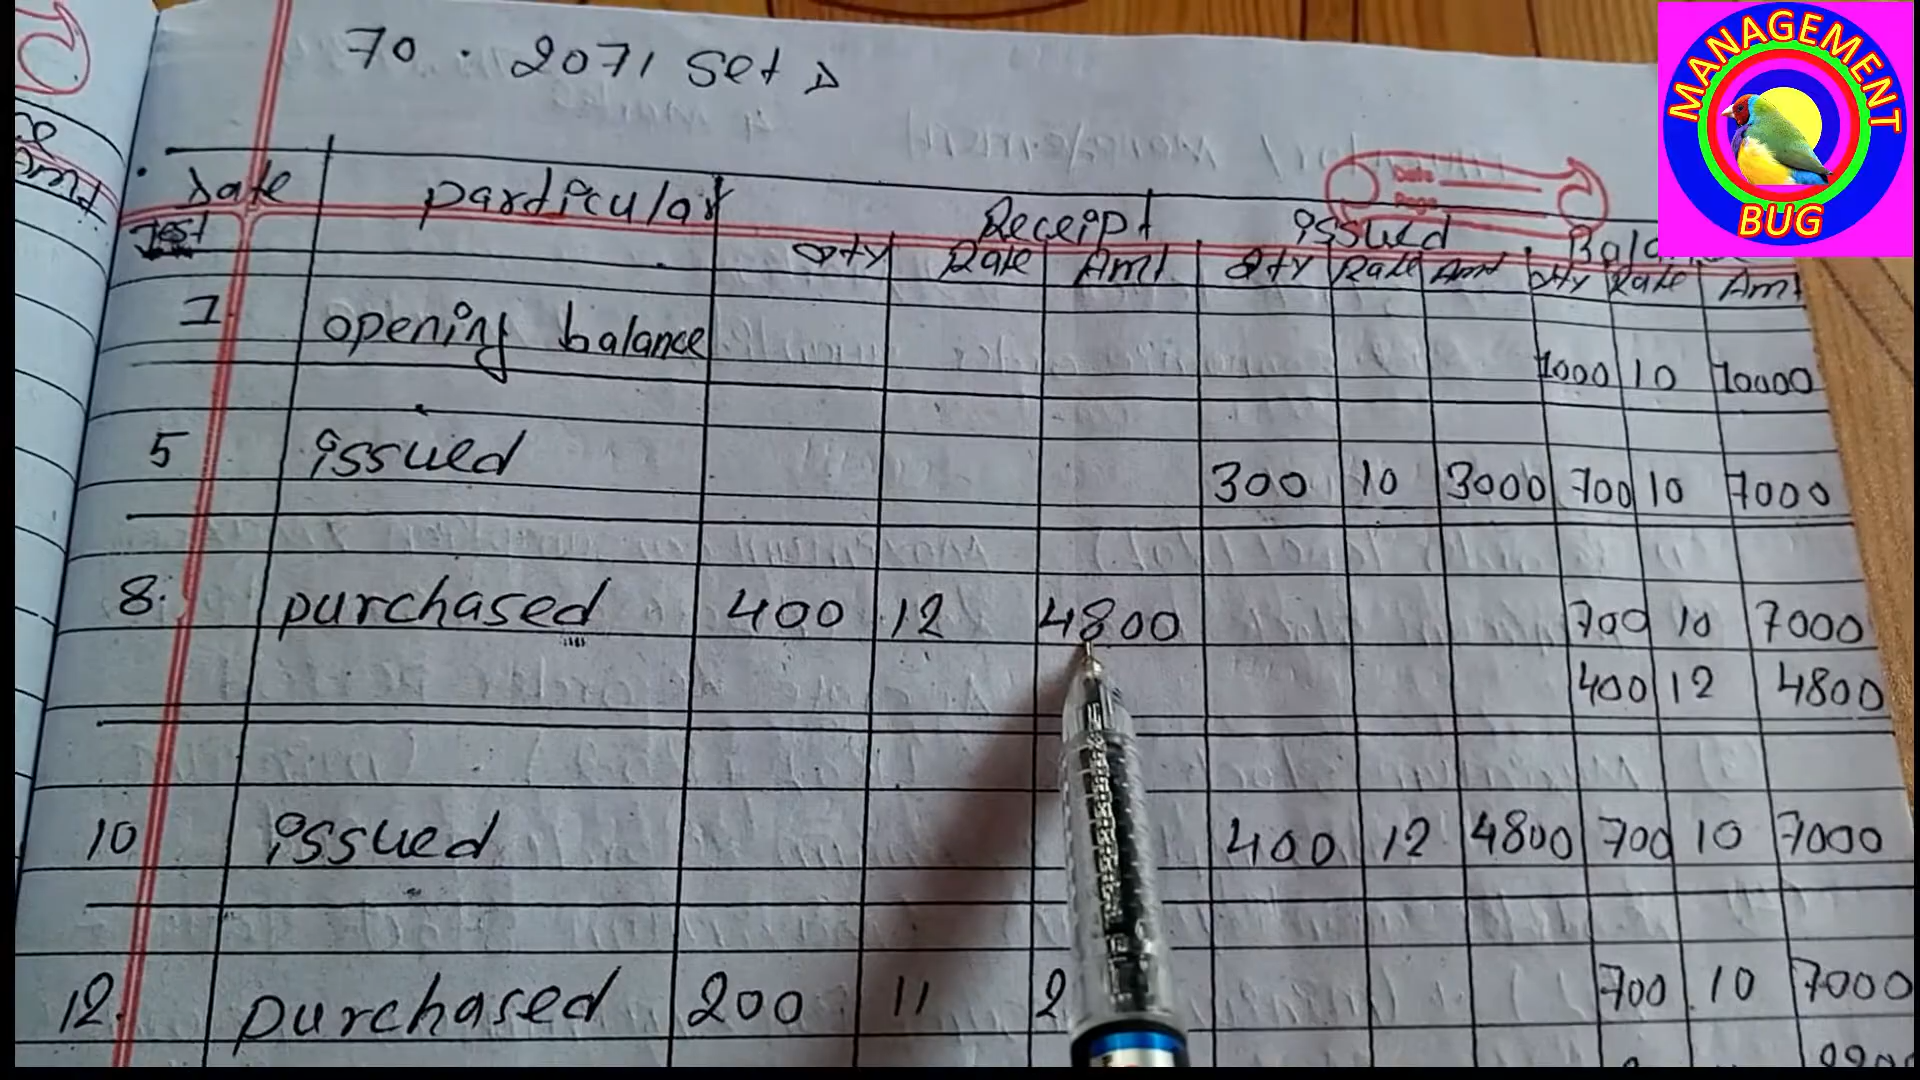 MANAGEMENT BUG
70 . 2071 Set D
Date particular Receipt issued
Qty Rate Amt Qty Rate Amt Qty Rate Amt
1 opening balance 1000 10 10000
5 issued 300 10 3000 700 10 7000
8. purchased 400 12 4800 700 10 7000
400 12 4800
10 issued 400 12 4800 700 10 7000
12. purchased 200 11 2 700 10 7000